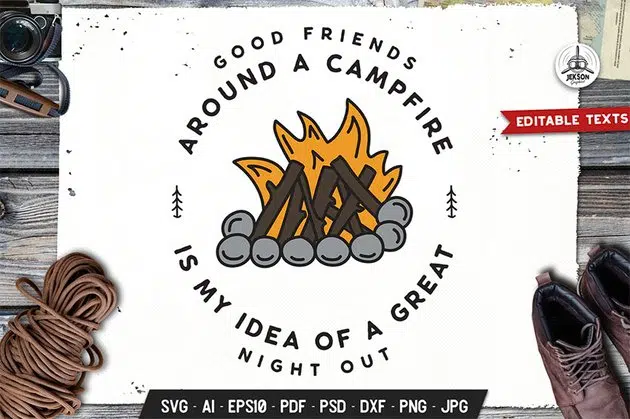 GOOD FRIENDS
AROUND A CAMPFIRE
JEKSON
EDITABLE TEXTS
IS MY IDEA OF A GREAT
NIGHT OUT
SVG - AI - EPS10 - PDF - PSD - DXF - PNG - JPG